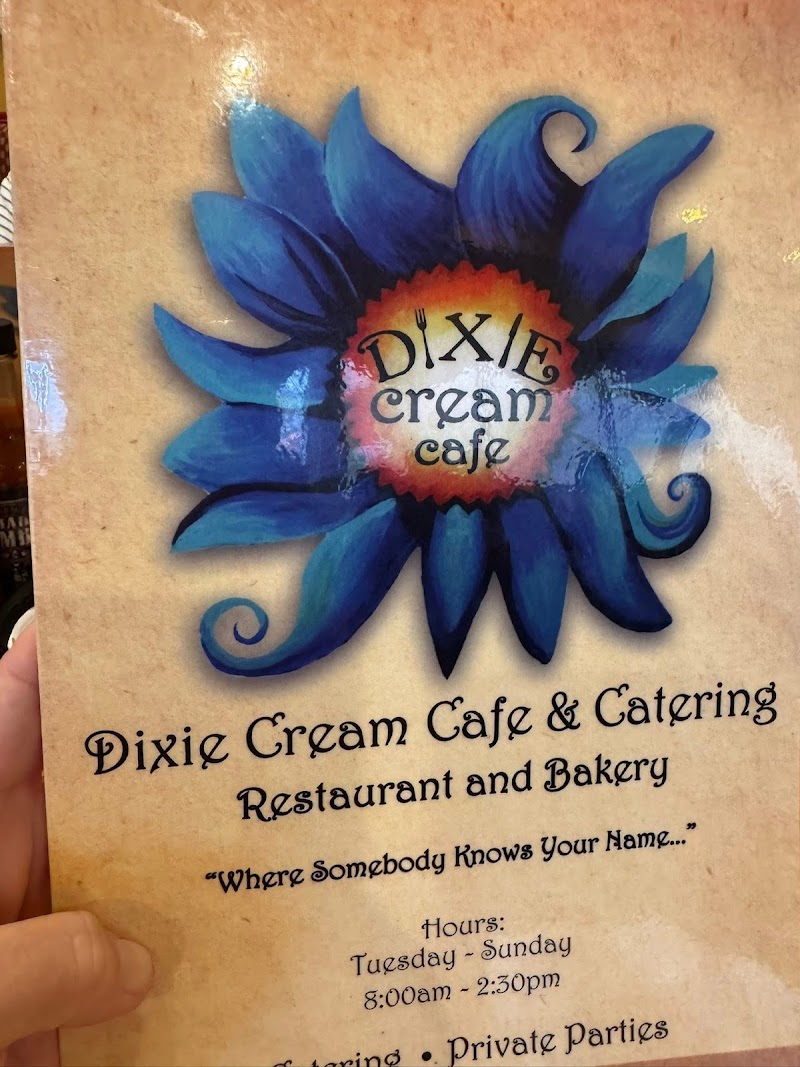 DIXIE
cream
cafe
Dixie Cream Cafe & Catering
Restaurant and Bakery
“Where Somebody Knows Your Name...”
Hours:
Tuesday - Sunday
8:00am - 2:30pm
Catering • Private Parties